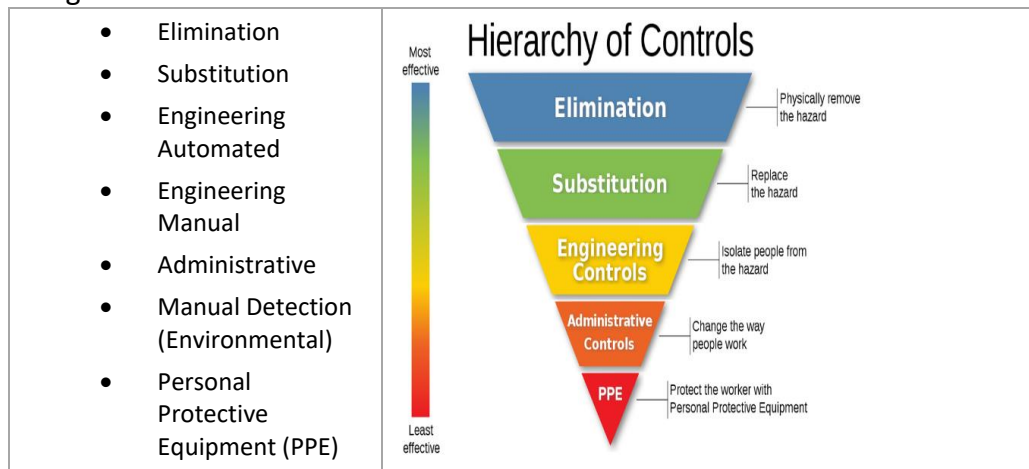 • Elimination
• Substitution
• Engineering
Automated
• Engineering
Manual
• Administrative
• Manual Detection
(Environmental)
• Personal
Protective
Equipment (PPE)
Hierarchy of Controls
Most
effective
Elimination
Physically remove
the hazard
Substitution
Replace
the hazard
Engineering
Controls
Isolate people from
the hazard
Administrative
Controls
Change the way
people work
PPE
Protect the worker with
Personal Protective Equipment
Least
effective